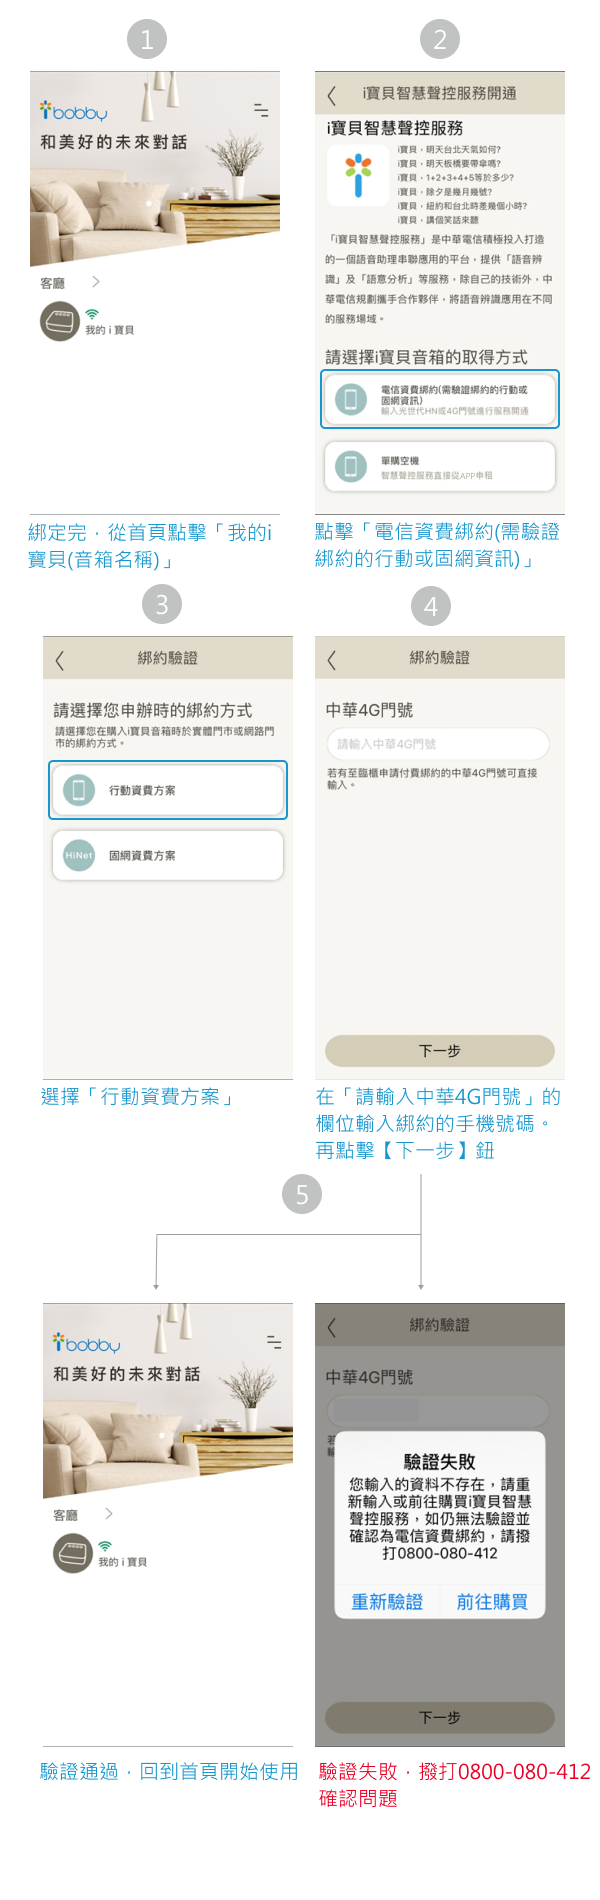 1
ibobby
和美好的未來對話
客廳
我的 i 寶貝
綁定完，從首頁點擊「我的i
寶貝(音箱名稱)」
2
i寶貝智慧聲控服務開通
i寶貝智慧聲控服務
i寶貝，明天台北天氣如何?
i寶貝，明天板橋要帶傘嗎?
i寶貝，1+2+3+4+5等於多少?
i寶貝，除夕是幾月幾號?
i寶貝，紐約和台北時差幾個小時?
i寶貝，講個笑話來聽
「i寶貝智慧聲控服務」是中華電信積極投入打造
的一個語音助理串聯應用的平台，提供「語音辨
識」及「語意分析」等服務，除自己的技術外，中
華電信規劃攜手合作夥伴，將語音辨識應用在不同
的服務場域。
請選擇i寶貝音箱的取得方式
電信資費綁約(需驗證綁約的行動或
固網資訊)
輸入光世代HN或4G門號進行服務開通
單購空機
智慧聲控服務直接從APP申租
點擊「電信資費綁約(需驗證
綁約的行動或固網資訊)」
3
綁約驗證
請選擇您申辦時的綁約方式
請選擇您在購入i寶貝音箱時於實體門市或網路門
市的綁約方式。
行動資費方案
HiNet
固網資費方案
選擇「行動資費方案」
4
綁約驗證
中華4G門號
請輸入中華4G門號
若有至臨櫃申請付費綁約的中華4G門號可直接
輸入。
下一步
在「請輸入中華4G門號」的
欄位輸入綁約的手機號碼。
再點擊【下一步】鈕
5
ibobby
和美好的未來對話
客廳
我的 i 寶貝
驗證通過，回到首頁開始使用
綁約驗證
中華4G門號
驗證失敗
您輸入的資料不存在，請重
新輸入或前往購買i寶貝智慧
聲控服務，如仍無法驗證並
確認為電信資費綁約，請撥
打0800-080-412
重新驗證
前往購買
下一步
驗證失敗，撥打0800-080-412
確認問題